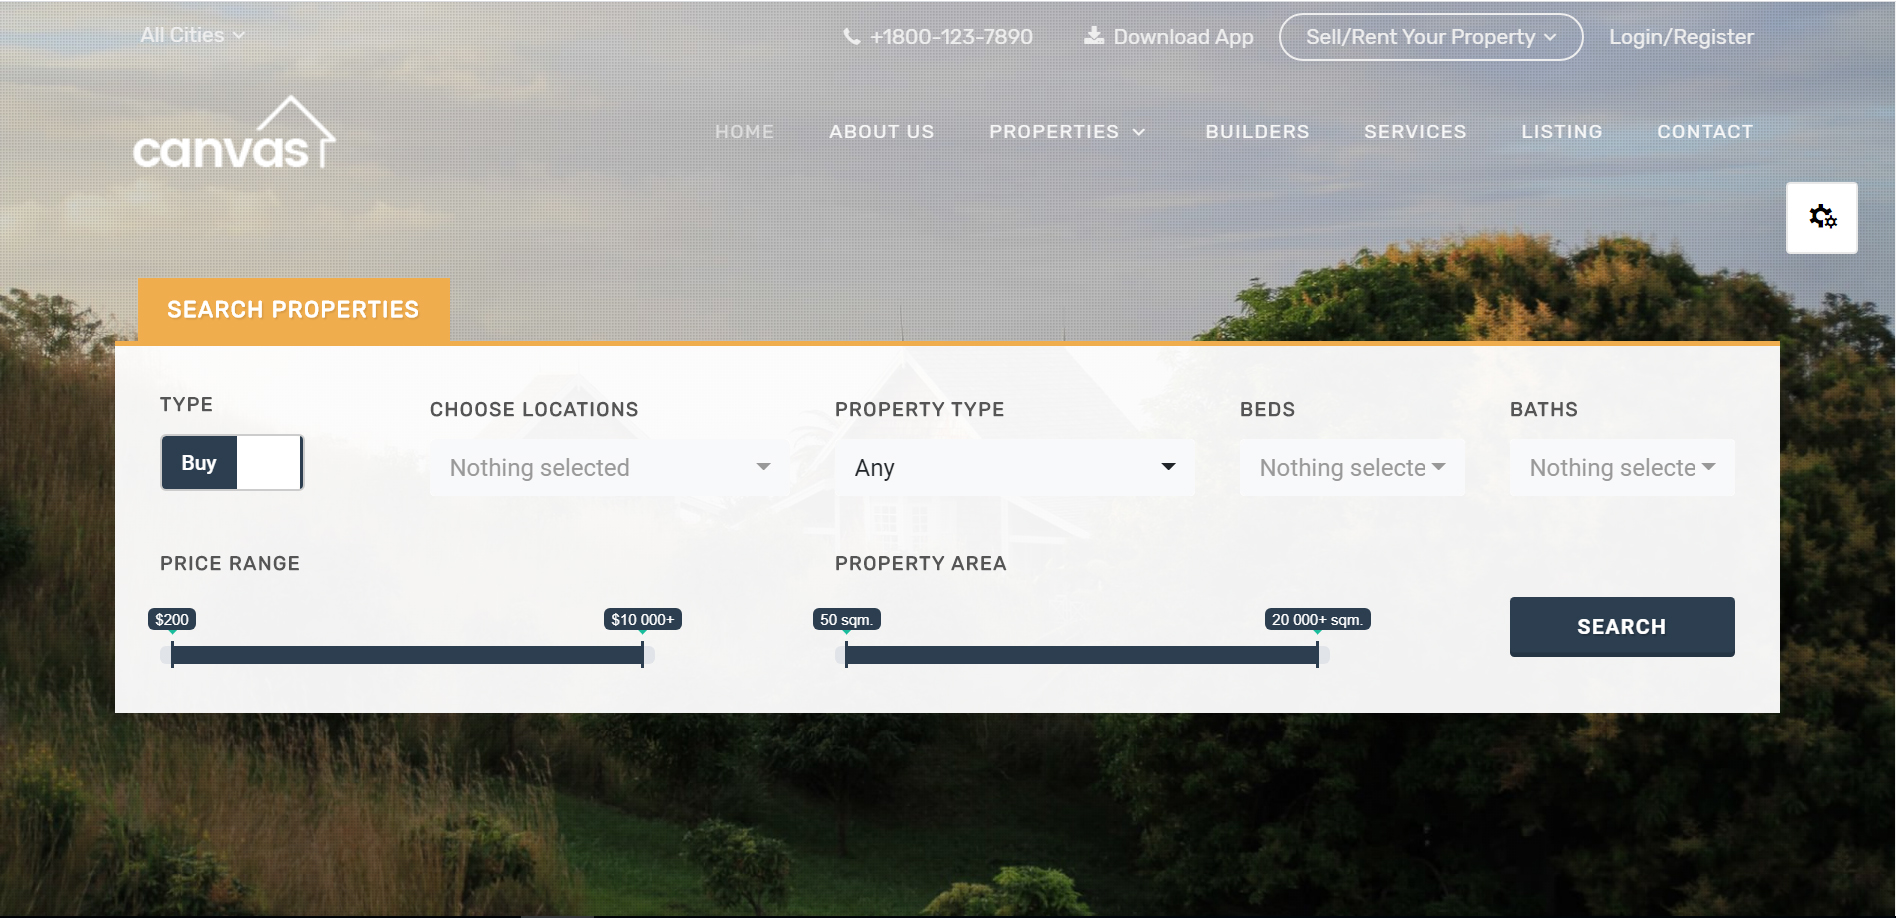 All Cities
+1800-123-7890
Download App
Sell/Rent Your Property
Login/Register
canvas
HOME
ABOUT US
PROPERTIES
BUILDERS
SERVICES
LISTING
CONTACT
SEARCH PROPERTIES
TYPE
CHOOSE LOCATIONS
PROPERTY TYPE
BEDS
BATHS
Buy
Nothing selected
Any
Nothing selecte
Nothing selecte
PRICE RANGE
PROPERTY AREA
$200
$10 000+
50 sqm.
20 000+ sqm.
SEARCH